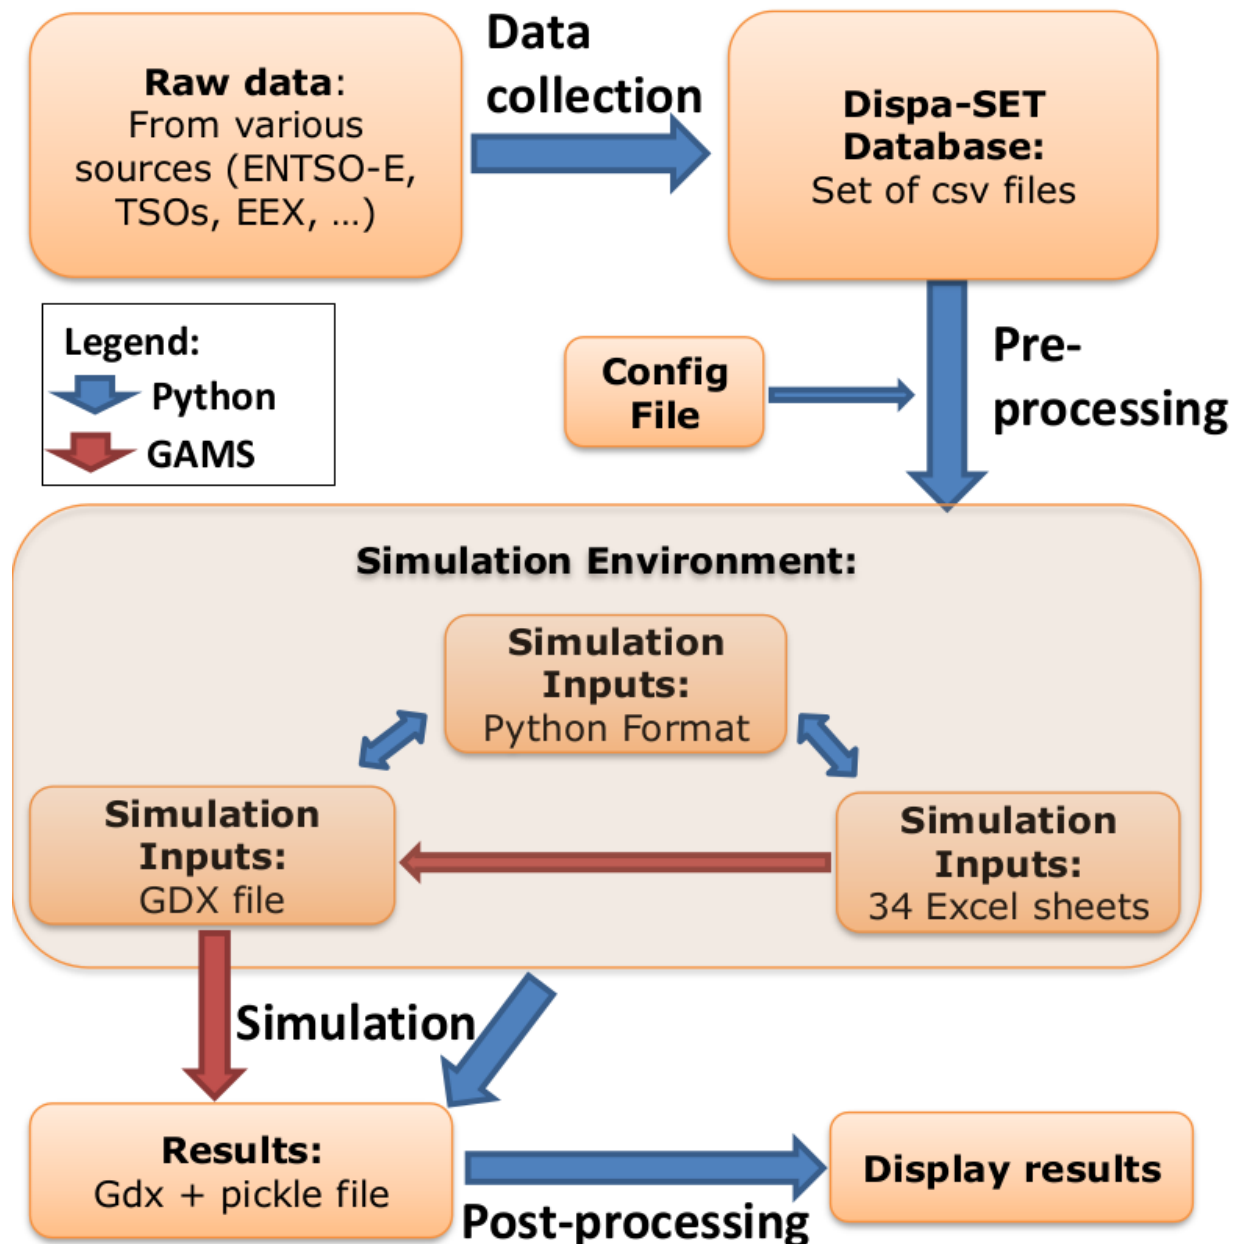 Raw data:
From various
sources (ENTSO-E,
TSOs, EEX, ...)
Data
collection
Dispa-SET
Database:
Set of csv files
Legend:
Python
GAMS
Config
File
Pre-
processing
Simulation Environment:
Simulation
Inputs:
Python Format
Simulation
Inputs:
GDX file
Simulation
Inputs:
34 Excel sheets
Simulation
Results:
Gdx + pickle file
Post-processing
Display results